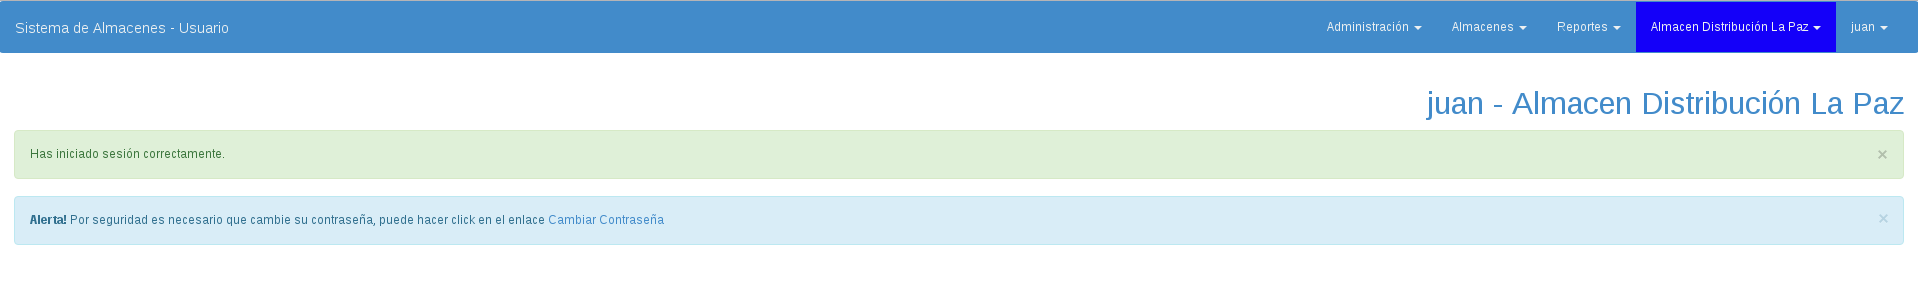 Sistema de Almacenes - Usuario Administración Almacenes Reportes Almacen Distribución La Paz juan
juan - Almacen Distribución La Paz
Has iniciado sesión correctamente. ×
Alerta! Por seguridad es necesario que cambie su contraseña, puede hacer click en el enlace Cambiar Contraseña ×